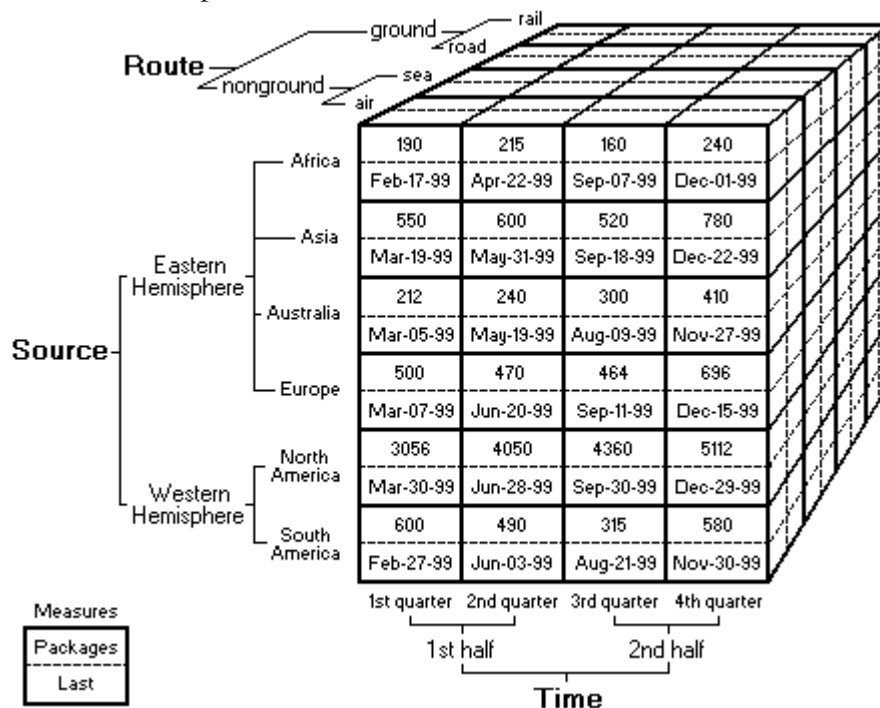 rail
ground
road
Route
sea
nonground
air
Africa
190 215 160 240
Feb-17-99 Apr-22-99 Sep-07-99 Dec-01-99
Asia
550 600 520 780
Mar-19-99 May-31-99 Sep-18-99 Dec-22-99
Eastern
Hemisphere
Australia
212 240 300 410
Mar-05-99 May-19-99 Aug-09-99 Nov-27-99
Source
Europe
500 470 464 696
Mar-07-99 Jun-20-99 Sep-11-99 Dec-15-99
North
America
3056 4050 4360 5112
Mar-30-99 Jun-28-99 Sep-30-99 Dec-29-99
Western
Hemisphere
South
America
600 490 315 580
Feb-27-99 Jun-03-99 Aug-21-99 Nov-30-99
1st quarter 2nd quarter 3rd quarter 4th quarter
1st half 2nd half
Time
Measures
Packages
Last